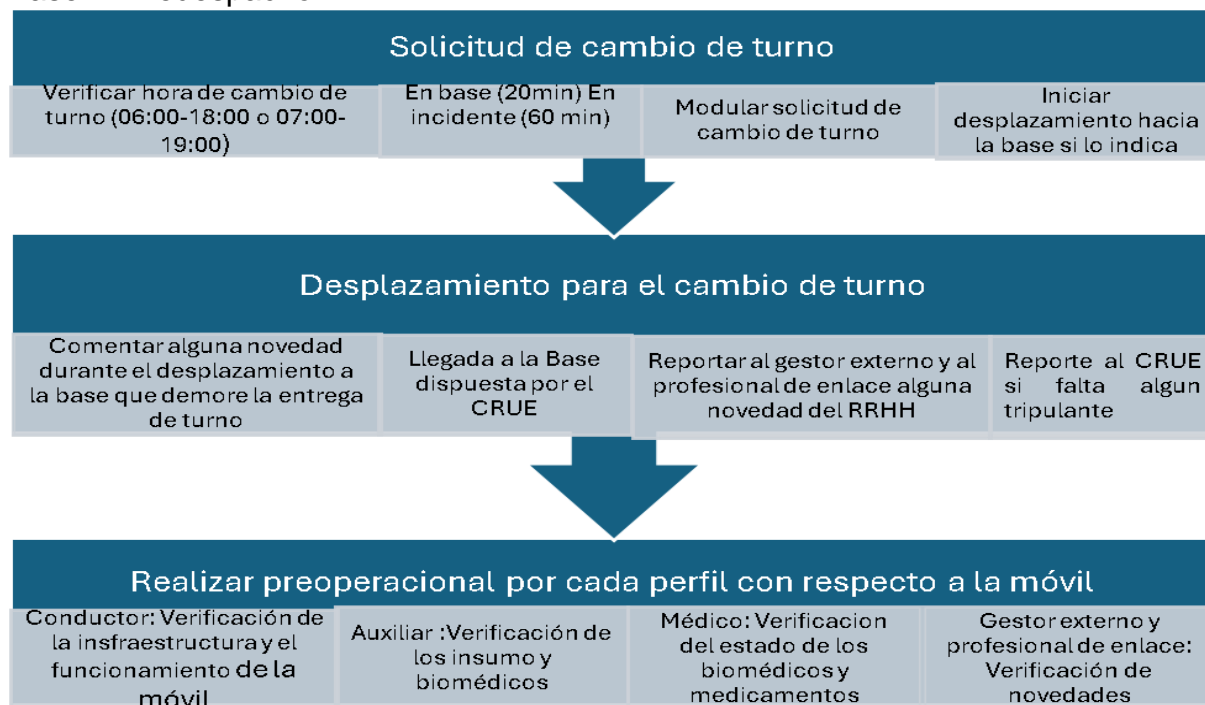 Solicitud de cambio de turno
Verificar hora de cambio de
turno (06:00-18:00 o 07:00-
19:00)
En base (20min) En
incidente (60 min)
Modular solicitud de
cambio de turno
Iniciar
desplazamiento hacia
la base si lo indica
Desplazamiento para el cambio de turno
Comentar alguna novedad
durante el desplazamiento a
la base que demore la entrega
de turno
Llegada a la Base
dispuesta por el
CRUE
Reportar al gestor externo y al
profesional de enlace alguna
novedad del RRHH
Reporte al CRUE
si falta algun
tripulante
Realizar preoperacional por cada perfil con respecto a la móvil
Conductor: Verificación de
la insfraestructura y el
funcionamiento de la
móvil
Auxiliar :Verificación de
los insumo y
biomédicos
Médico: Verificacion
del estado de los
biomédicos y
medicamentos
Gestor externo y
profesional de enlace:
Verificación de
novedades